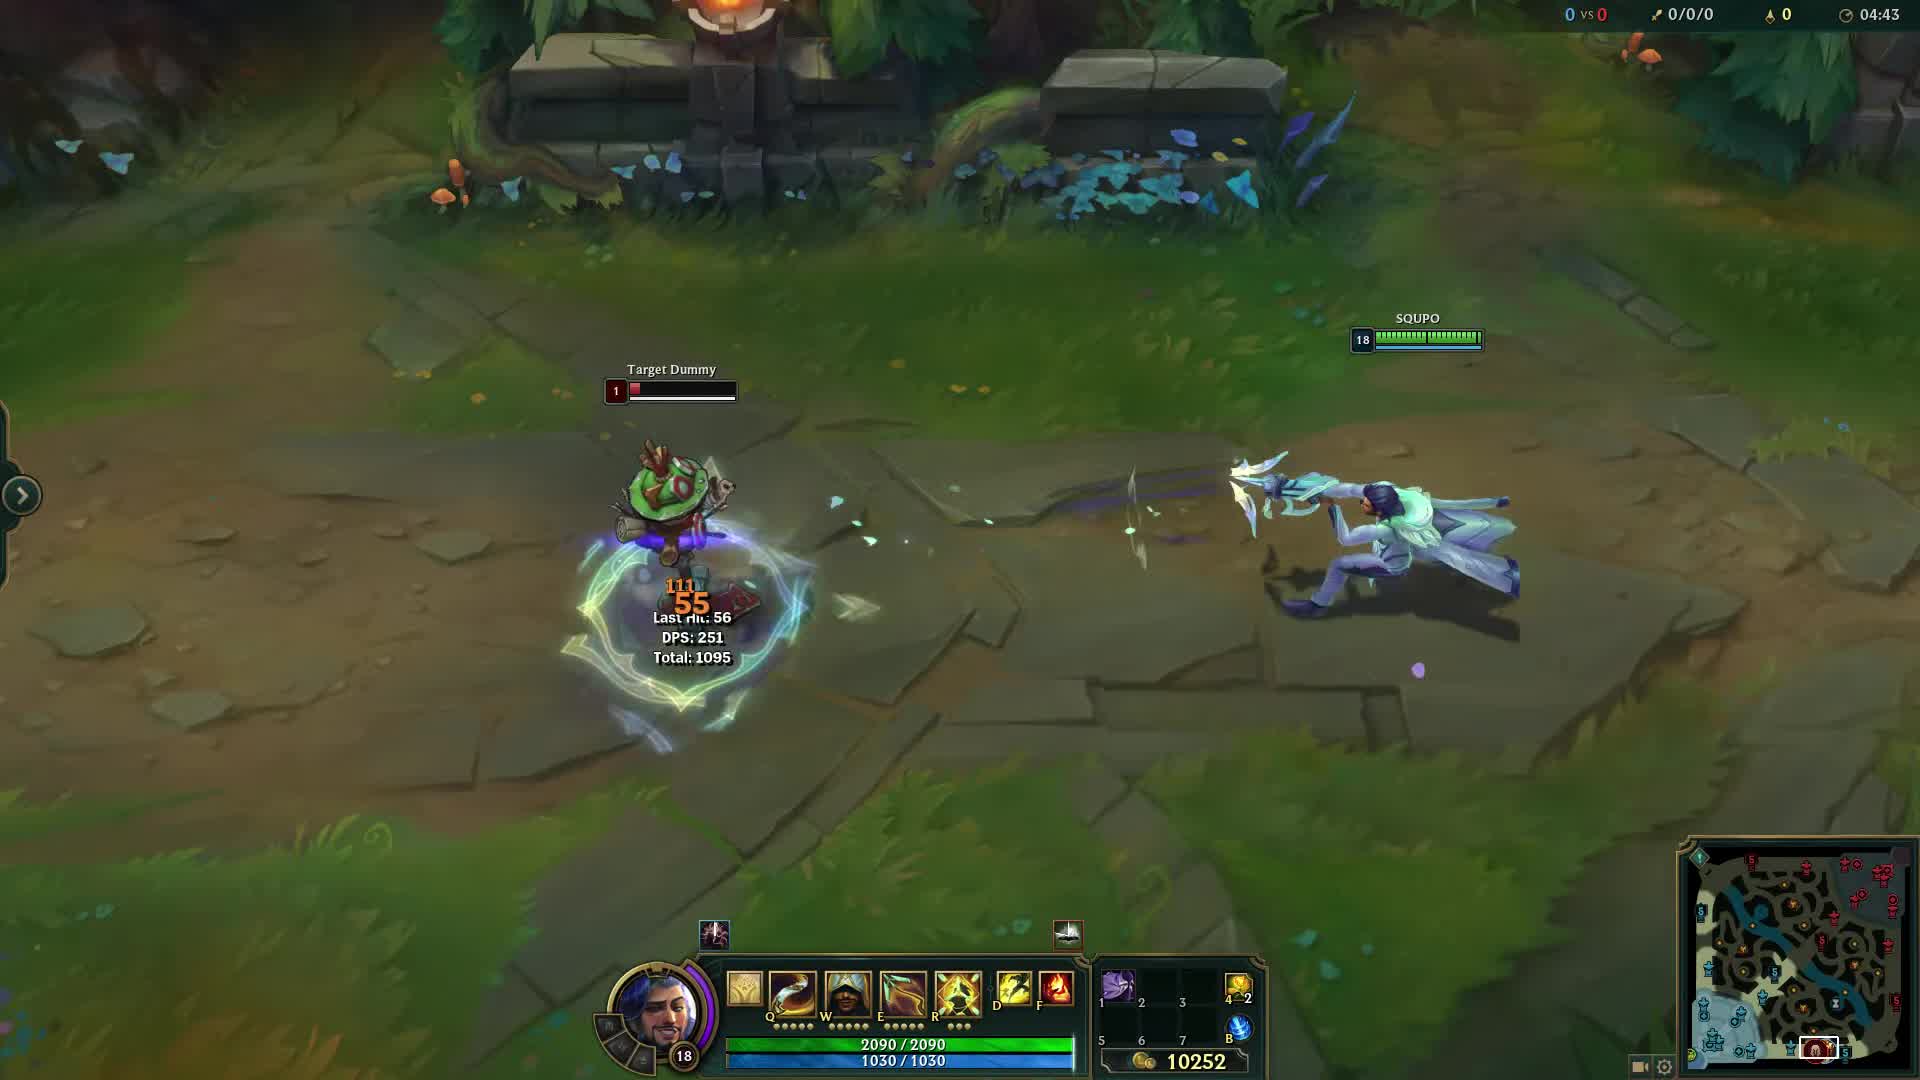 0 VS 0 0/0/0 0 04:43
SQUPO
18
Target Dummy
1
111
55
Last Hit: 56
DPS: 251
Total: 1095
Q W E R D F
1 2 3 4 2
5 6 7 B
18
2090 / 2090
1030 / 1030
10252